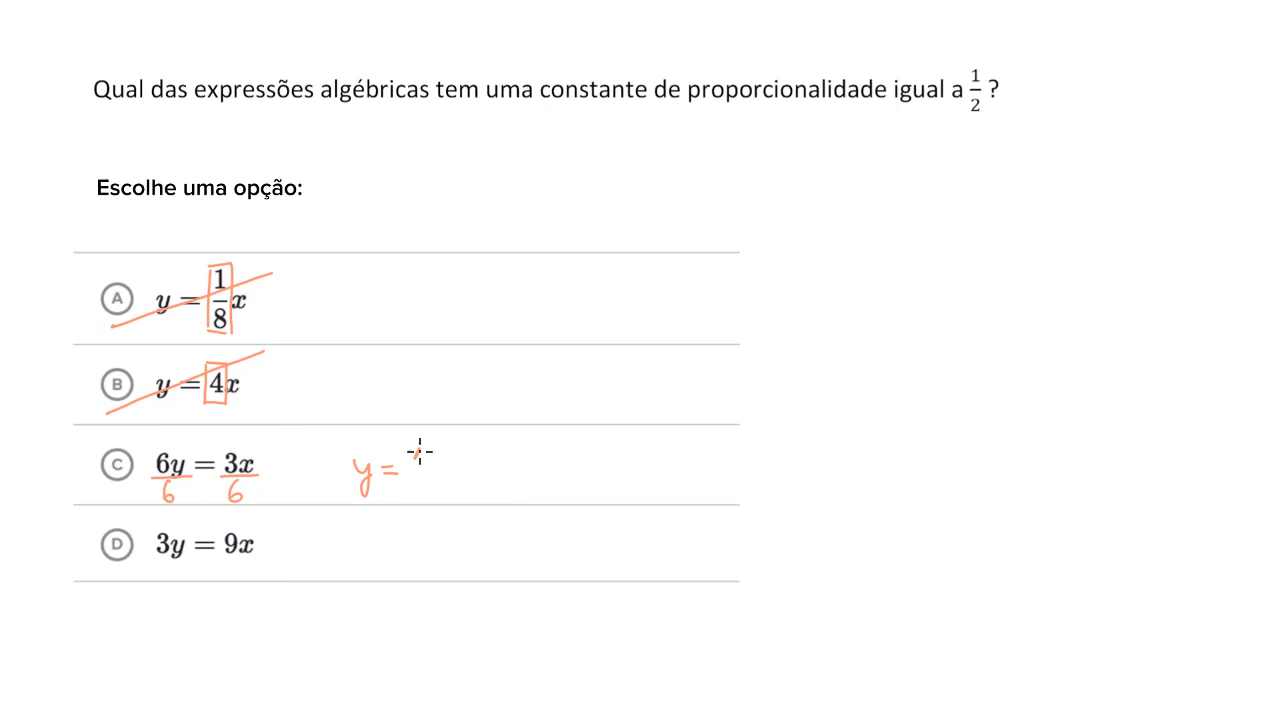 Qual das expressões algébricas tem uma constante de proporcionalidade igual a 1/2 ?
Escolhe uma opção:
A y = 1/8 x
B y = 4x
C 6y = 3x y =
6 6
D 3y = 9x